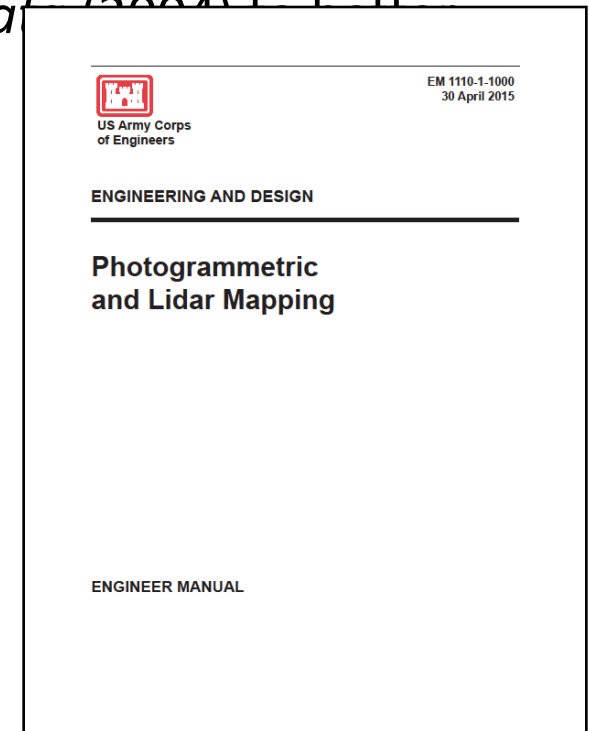 EM 1110-1-1000
30 April 2015
US Army Corps
of Engineers
ENGINEERING AND DESIGN
Photogrammetric
and Lidar Mapping
ENGINEER MANUAL